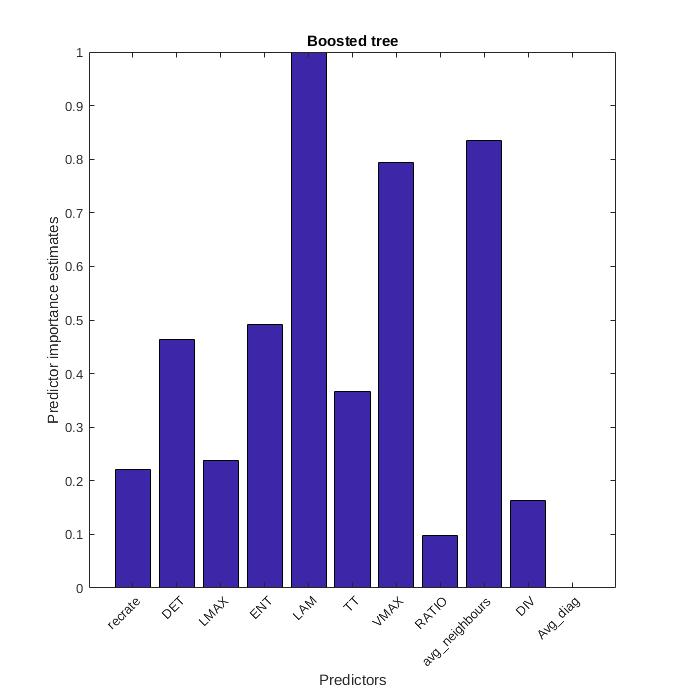 Boosted tree
Predictor importance estimates
1
0.9
0.8
0.7
0.6
0.5
0.4
0.3
0.2
0.1
0
recrate
DET
LMAX
ENT
LAM
TT
VMAX
RATIO
avg_neighbours
DIV
Avg_diag
Predictors